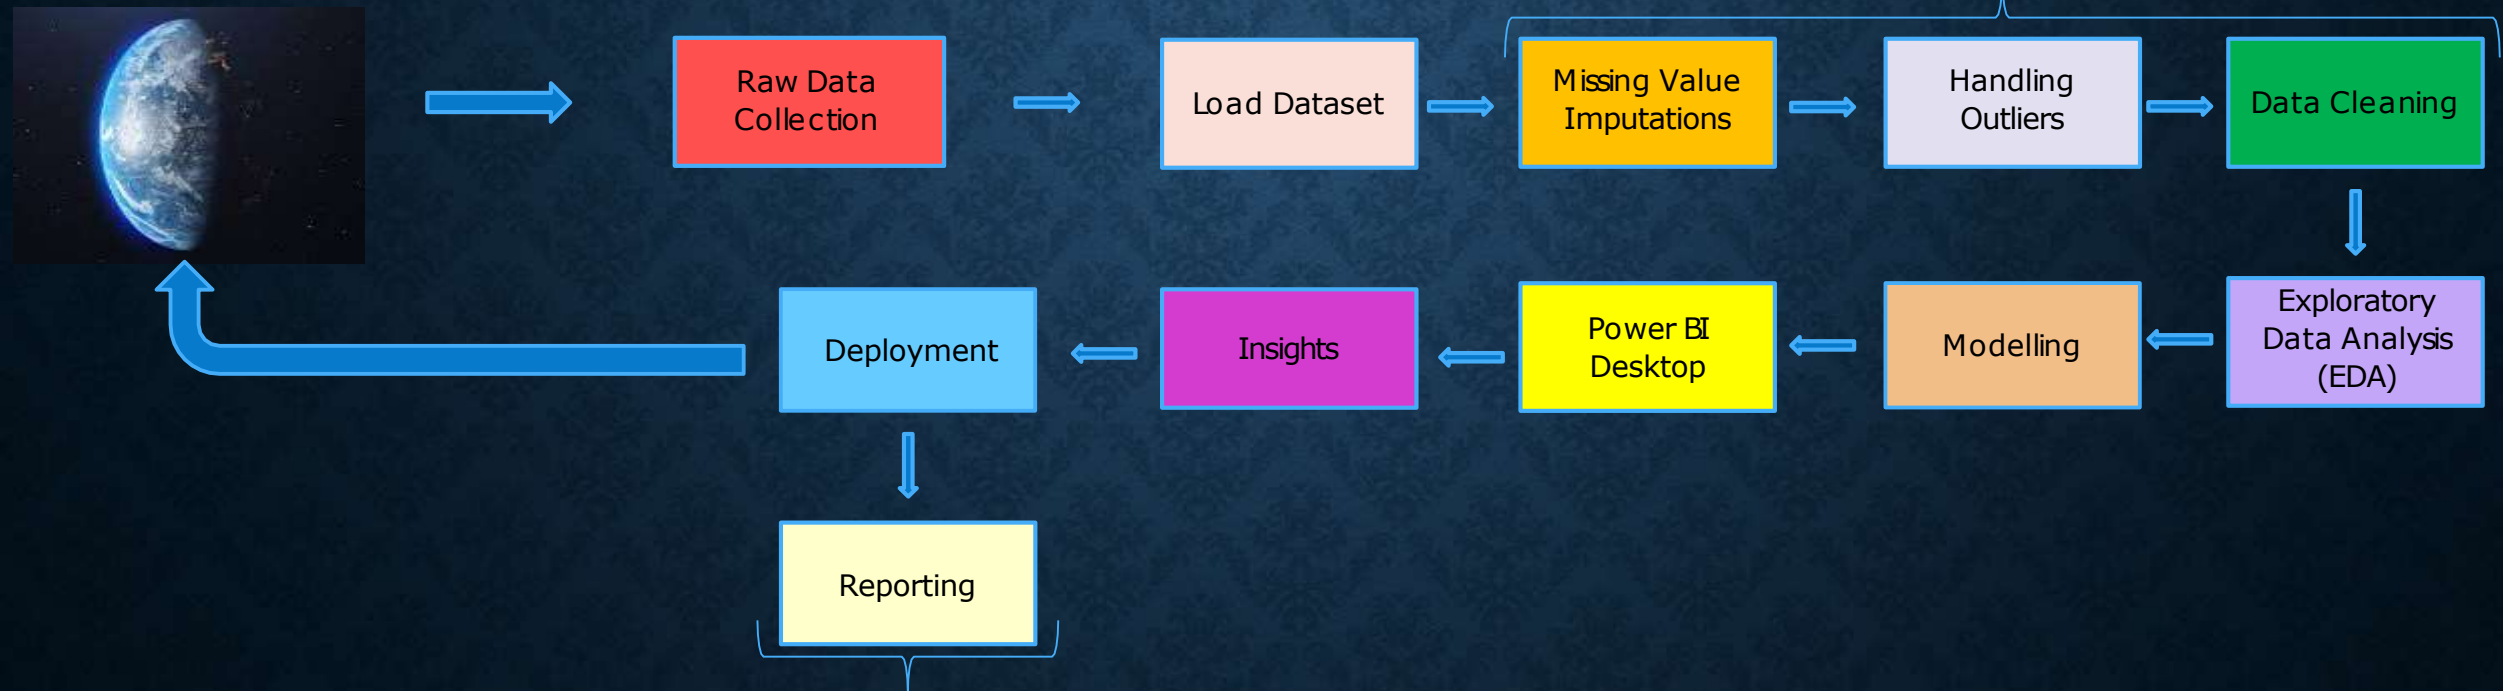 Raw Data
Collection
Load Dataset
Missing Value
Imputations
Handling
Outliers
Data Cleaning
Exploratory
Data Analysis
(EDA)
Modelling
Power BI
Desktop
Insights
Deployment
Reporting